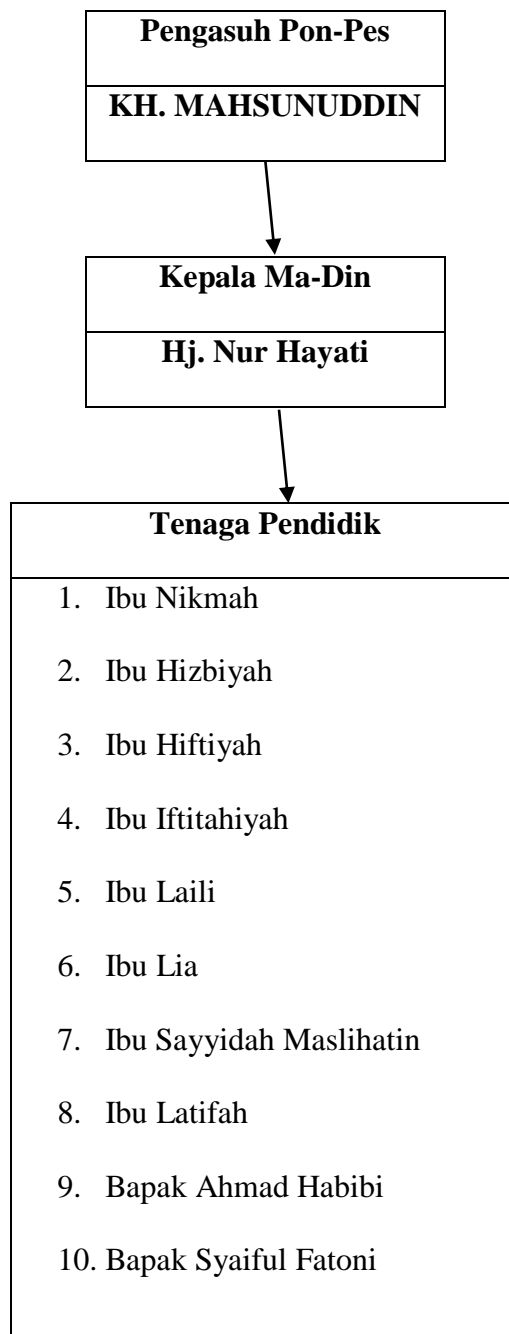 Pengasuh Pon-Pes
KH. MAHSUNUDDIN
Kepala Ma-Din
Hj. Nur Hayati
Tenaga Pendidik
1. Ibu Nikmah
2. Ibu Hizbiyah
3. Ibu Hiftiyah
4. Ibu Iftitahiyah
5. Ibu Laili
6. Ibu Lia
7. Ibu Sayyidah Maslihatin
8. Ibu Latifah
9. Bapak Ahmad Habibi
10. Bapak Syaiful Fatoni